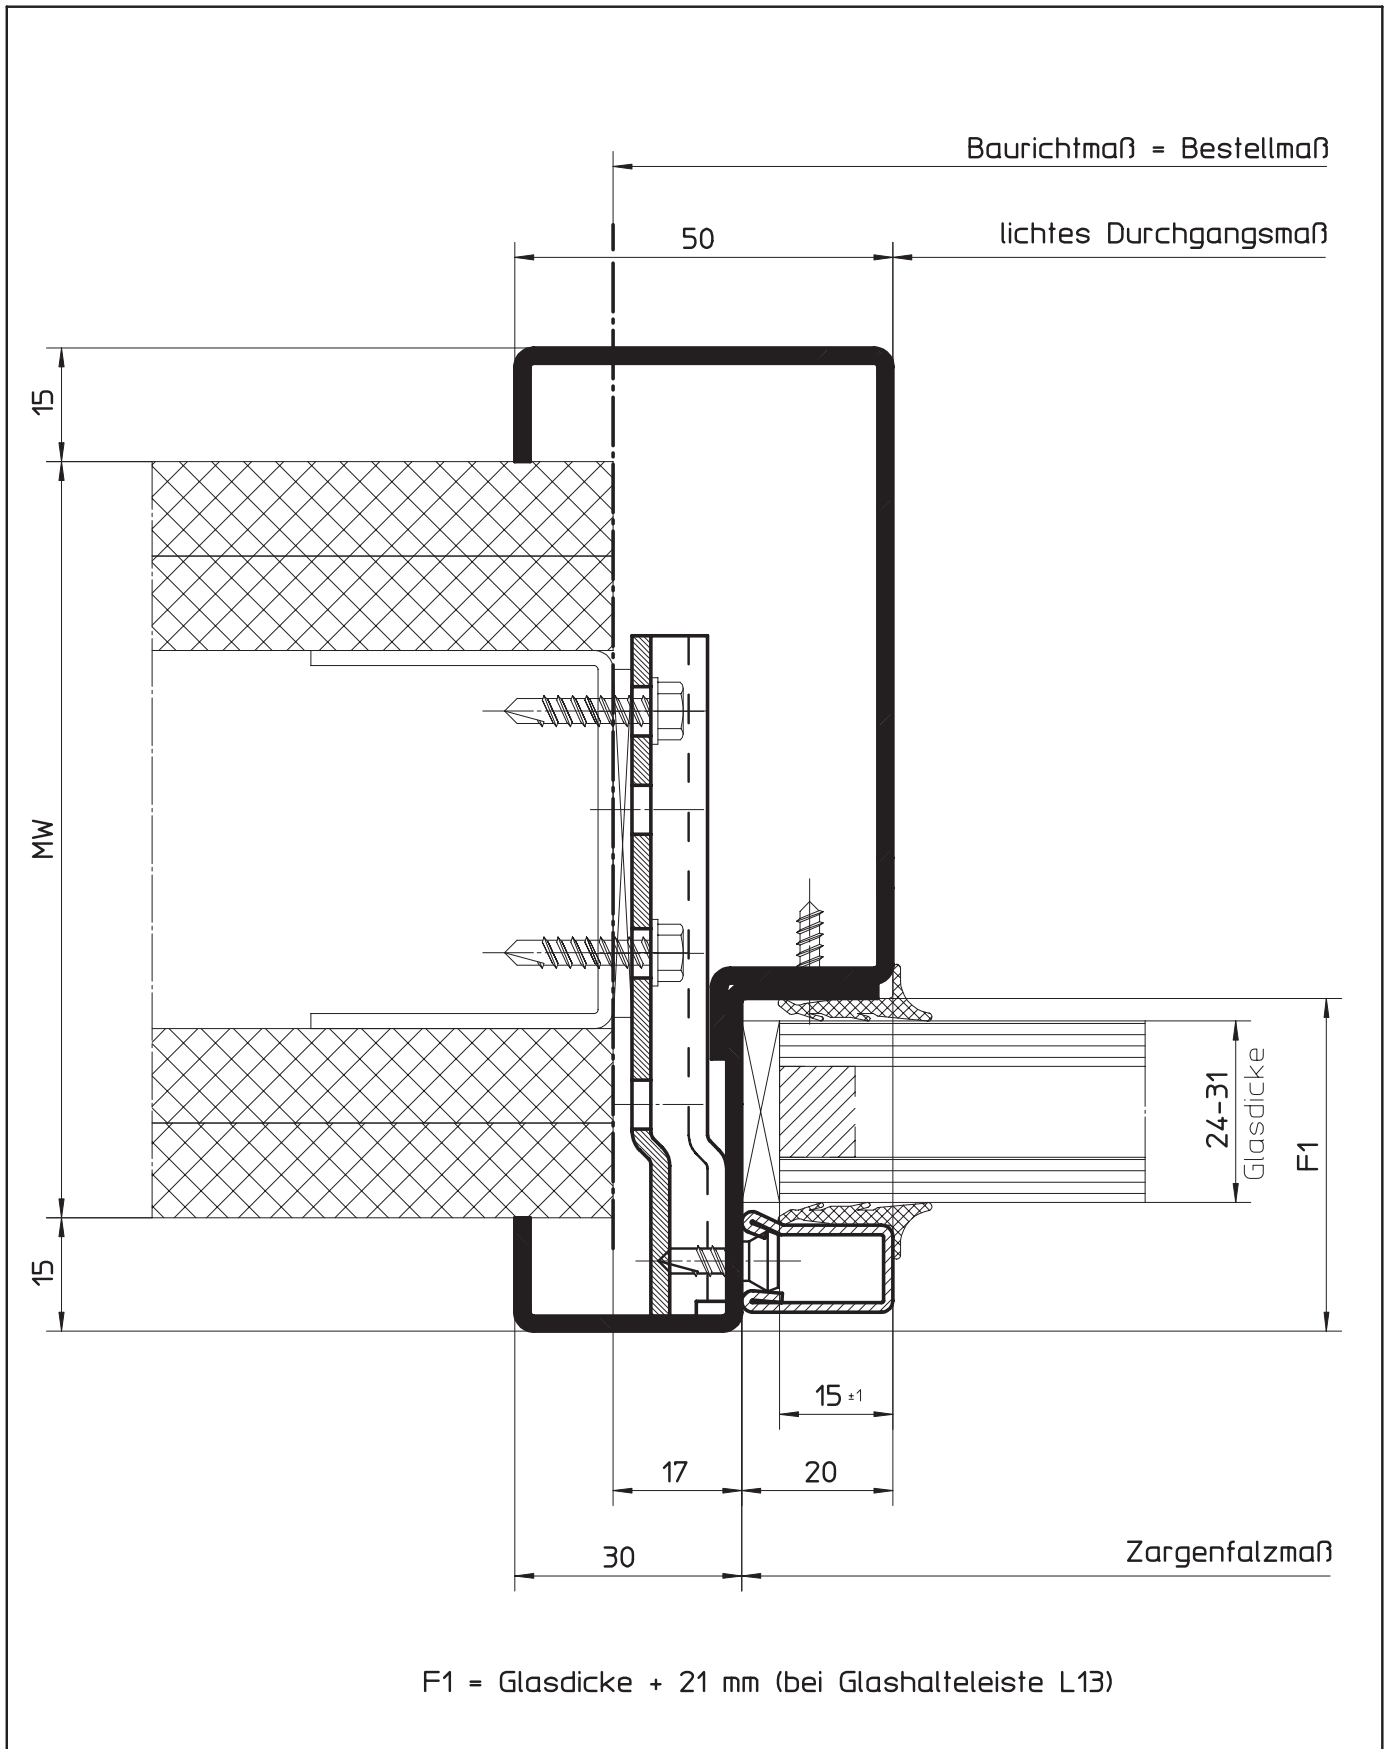 Baurichtmaß = Bestellmaß
50
lichtes Durchgangsmaß
15
MW
24-31
Glasdicke
F1
15
15 ±1
17
20
30
Zargenfalzmaß
F1 = Glasdicke + 21 mm (bei Glashalteleiste L13)